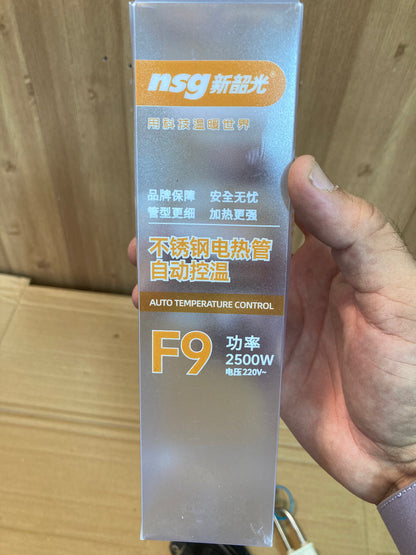 nsg新韶光®
用科技温暖世界
品牌保障 安全无忧
管型更细 加热更强
不锈钢电热管
自动控温
AUTO TEMPERATURE CONTROL
F9 功率
2500W
电压220V~